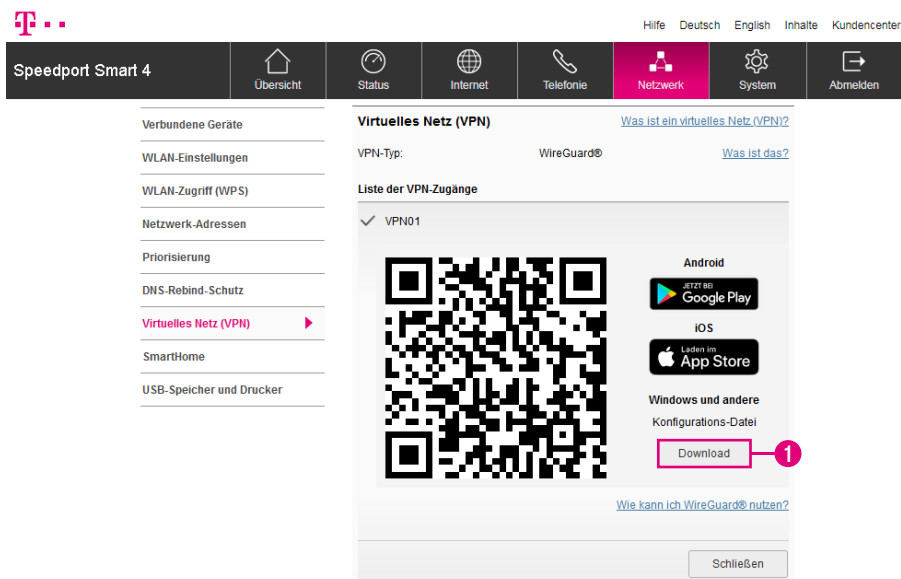 T
Hilfe Deutsch English Inhalte Kundencenter
Speedport Smart 4
Übersicht Status Internet Telefonie Netzwerk System Abmelden
Verbundene Geräte
WLAN-Einstellungen
WLAN-Zugriff (WPS)
Netzwerk-Adressen
Priorisierung
DNS-Rebind-Schutz
Virtuelles Netz (VPN)
SmartHome
USB-Speicher und Drucker
Virtuelles Netz (VPN) Was ist ein virtuelles Netz (VPN)?
VPN-Typ: WireGuard® Was ist das?
Liste der VPN-Zugänge
VPN01
Android
JETZT BEI
Google Play
iOS
Laden im
App Store
Windows und andere
Konfigurations-Datei
Download 1
Wie kann ich WireGuard® nutzen?
Schließen